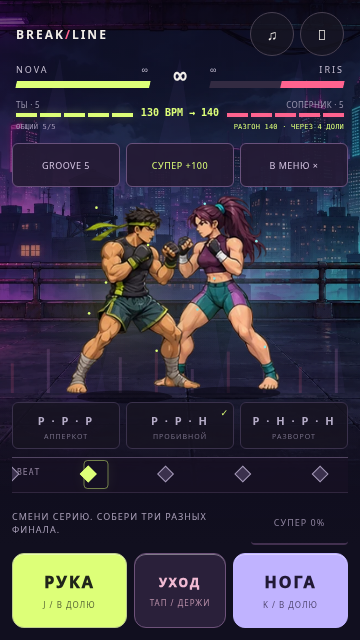 BREAK/LINE
NOVA ∞ ∞ ∞ IRIS
ТЫ · 5 130 BPM → 140 СОПЕРНИК · 5
ОБЩИЙ 5/5 РАЗГОН 140 · ЧЕРЕЗ 4 ДОЛИ
GROOVE 5 СУПЕР +100 В МЕНЮ ×
Р · Р · Р Р · Р · Н ✓ Р · Н · Р · Н
АППЕРКОТ ПРОБИВНОЙ РАЗВОРОТ
BEAT
СМЕНИ СЕРИЮ. СОБЕРИ ТРИ РАЗНЫХ
ФИНАЛА.
СУПЕР 0%
РУКА УХОД НОГА
J / В ДОЛЮ ТАП / ДЕРЖИ K / В ДОЛЮ